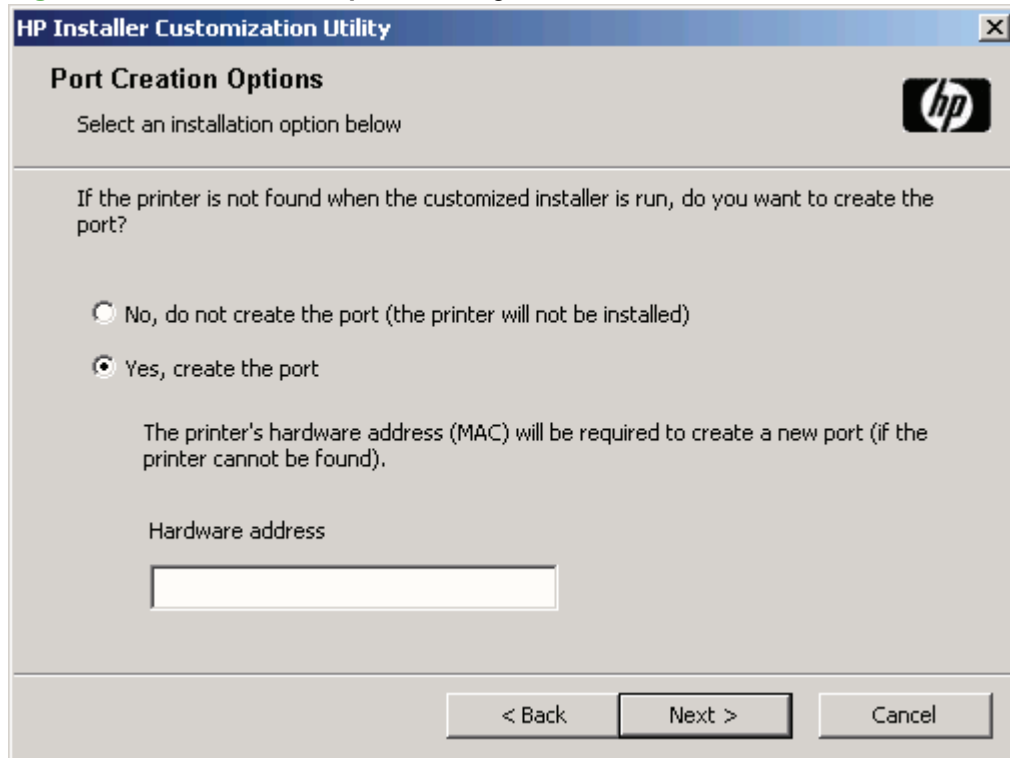 HP Installer Customization Utility
Port Creation Options
hp
Select an installation option below
If the printer is not found when the customized installer is run, do you want to create the
port?
No, do not create the port (the printer will not be installed)
Yes, create the port
The printer's hardware address (MAC) will be required to create a new port (if the
printer cannot be found).
Hardware address
< Back
Next >
Cancel